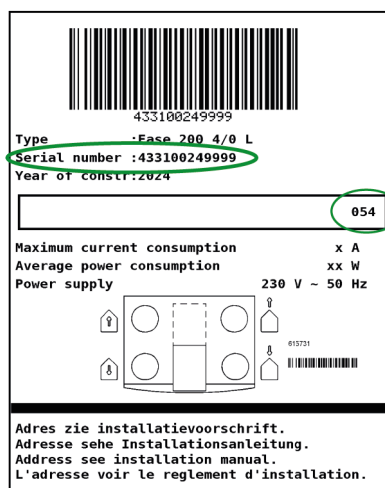 433100249999
Type :Ease 200 4/0 L
Serial number :433100249999
Year of constr:2024
054
Maximum current consumption x A
Average power consumption xx W
Power supply 230 V ~ 50 Hz
613731
Adres zie installatievoorschrift.
Adresse sehe Installationsanleitung.
Address see installation manual.
L'adresse voir le reglement d'installation.